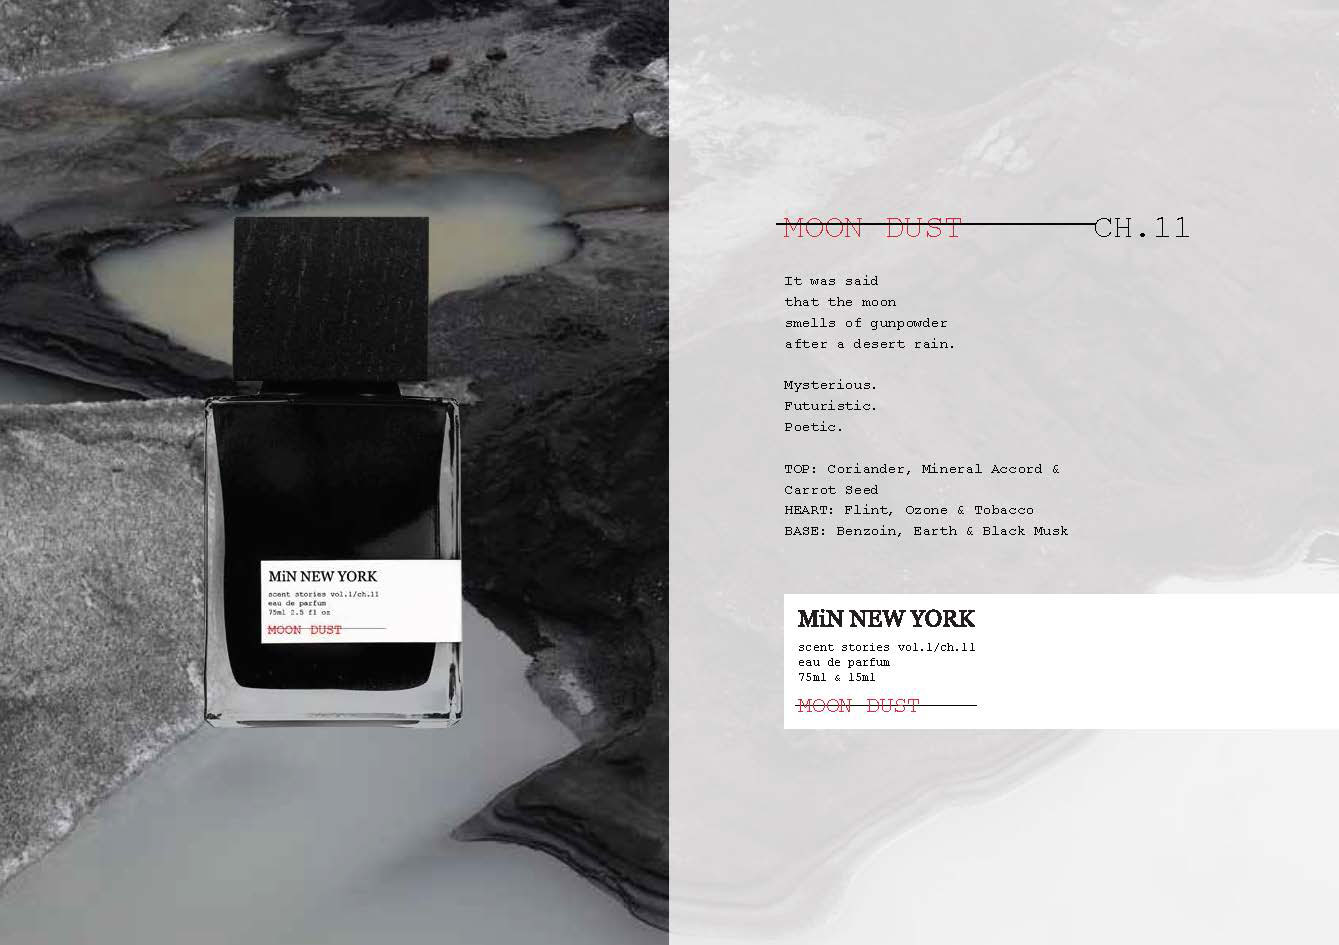 MiN NEW YORK
scent stories vol.1/ch.11
eau de parfum
75ml 2.5 fl oz
MOON DUST
MOON DUST CH.11
It was said
that the moon
smells of gunpowder
after a desert rain.
Mysterious.
Futuristic.
Poetic.
TOP: Coriander, Mineral Accord &
Carrot Seed
HEART: Flint, Ozone & Tobacco
BASE: Benzoin, Earth & Black Musk
MiN NEW YORK
scent stories vol.1/ch.11
eau de parfum
75ml & 15ml
MOON DUST